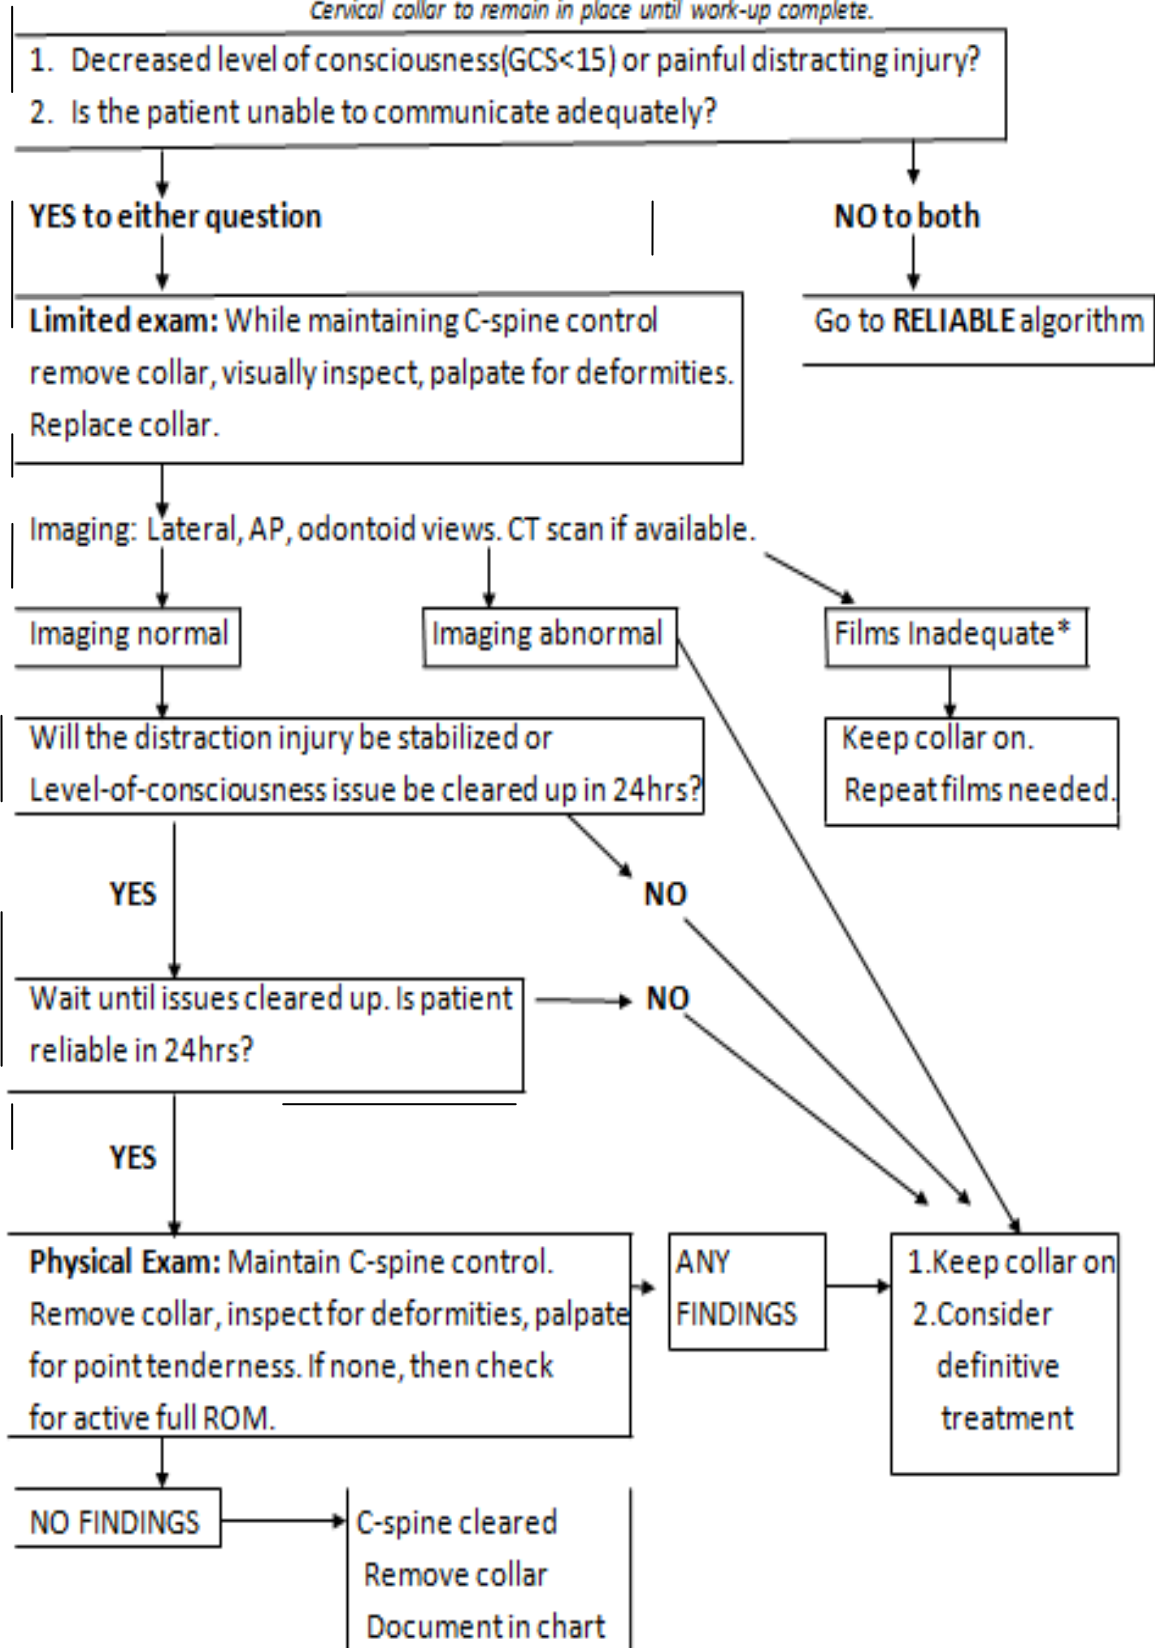 Cervical collar to remain in place until work-up complete.
1. Decreased level of consciousness(GCS<15) or painful distracting injury?
2. Is the patient unable to communicate adequately?
YES to either question
NO to both
Limited exam: While maintaining C-spine control
remove collar, visually inspect, palpate for deformities.
Replace collar.
Go to RELIABLE algorithm
Imaging: Lateral, AP, odontoid views. CT scan if available.
Imaging normal
Imaging abnormal
Films Inadequate*
Will the distraction injury be stabilized or
Level-of-consciousness issue be cleared up in 24hrs?
Keep collar on.
Repeat films needed.
YES
NO
Wait until issues cleared up. Is patient
reliable in 24hrs?
NO
YES
Physical Exam: Maintain C-spine control.
Remove collar, inspect for deformities, palpate
for point tenderness. If none, then check
for active full ROM.
ANY
FINDINGS
1.Keep collar on
2.Consider
definitive
treatment
NO FINDINGS
C-spine cleared
Remove collar
Document in chart